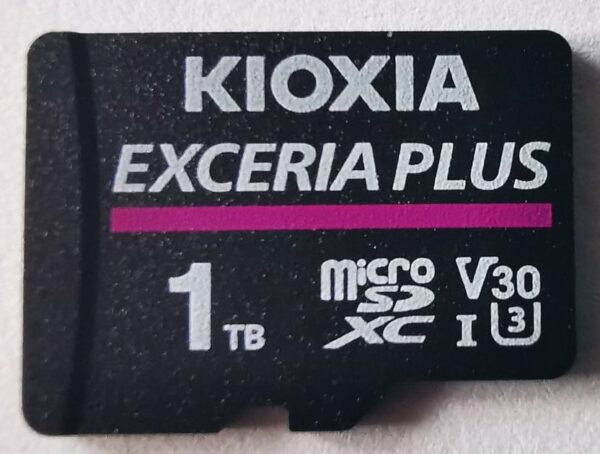 KIOXIA
EXCERIA PLUS
1 TB
micro SD XC I V30 3